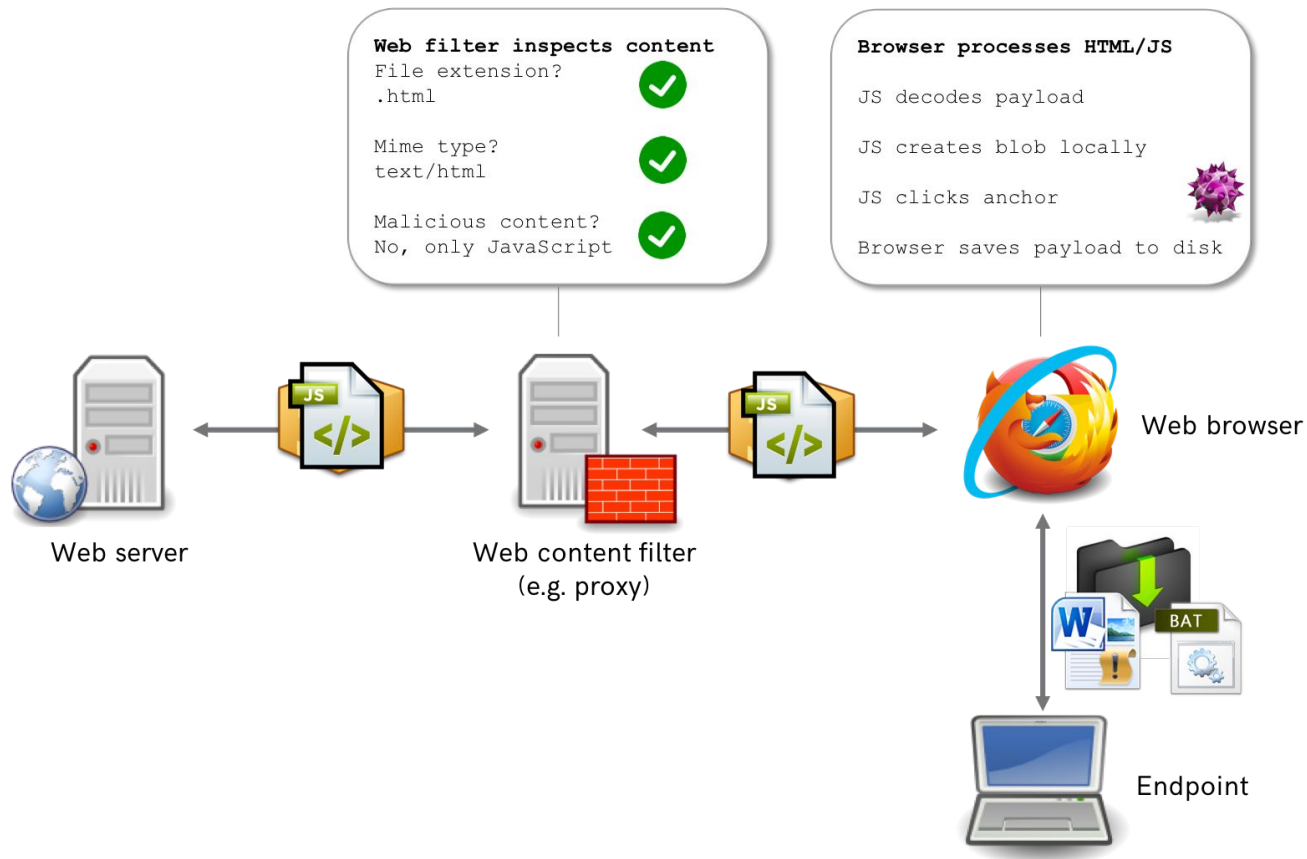 Web filter inspects content
File extension?
.html
Mime type?
text/html
Malicious content?
No, only JavaScript
Browser processes HTML/JS
JS decodes payload
JS creates blob locally
JS clicks anchor
Browser saves payload to disk
JS
</>
JS
</>
Web browser
Web server
Web content filter
(e.g. proxy)
W
!
BAT
Endpoint